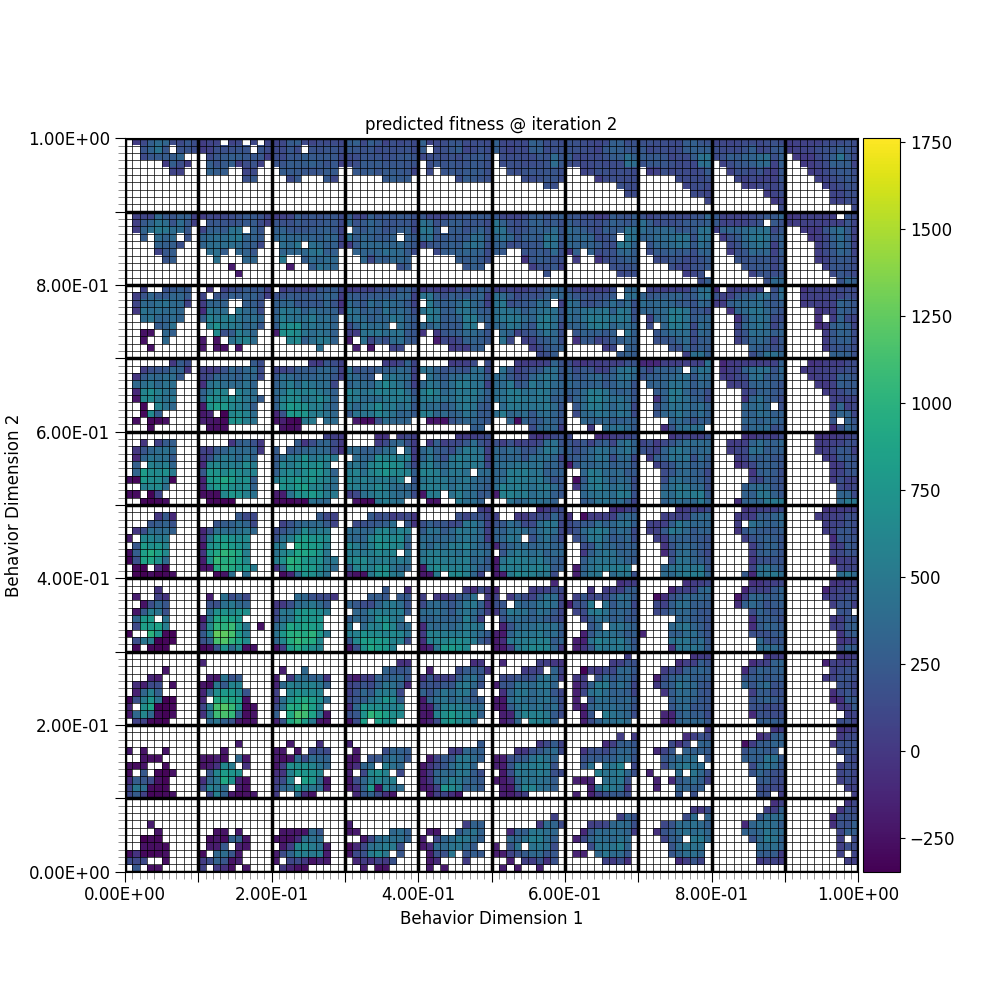 predicted fitness @ iteration 2
1.00E+00
8.00E-01
6.00E-01
4.00E-01
2.00E-01
0.00E+00
Behavior Dimension 2
0.00E+00 2.00E-01 4.00E-01 6.00E-01 8.00E-01 1.00E+00
Behavior Dimension 1
1750
1500
1250
1000
750
500
250
0
−250